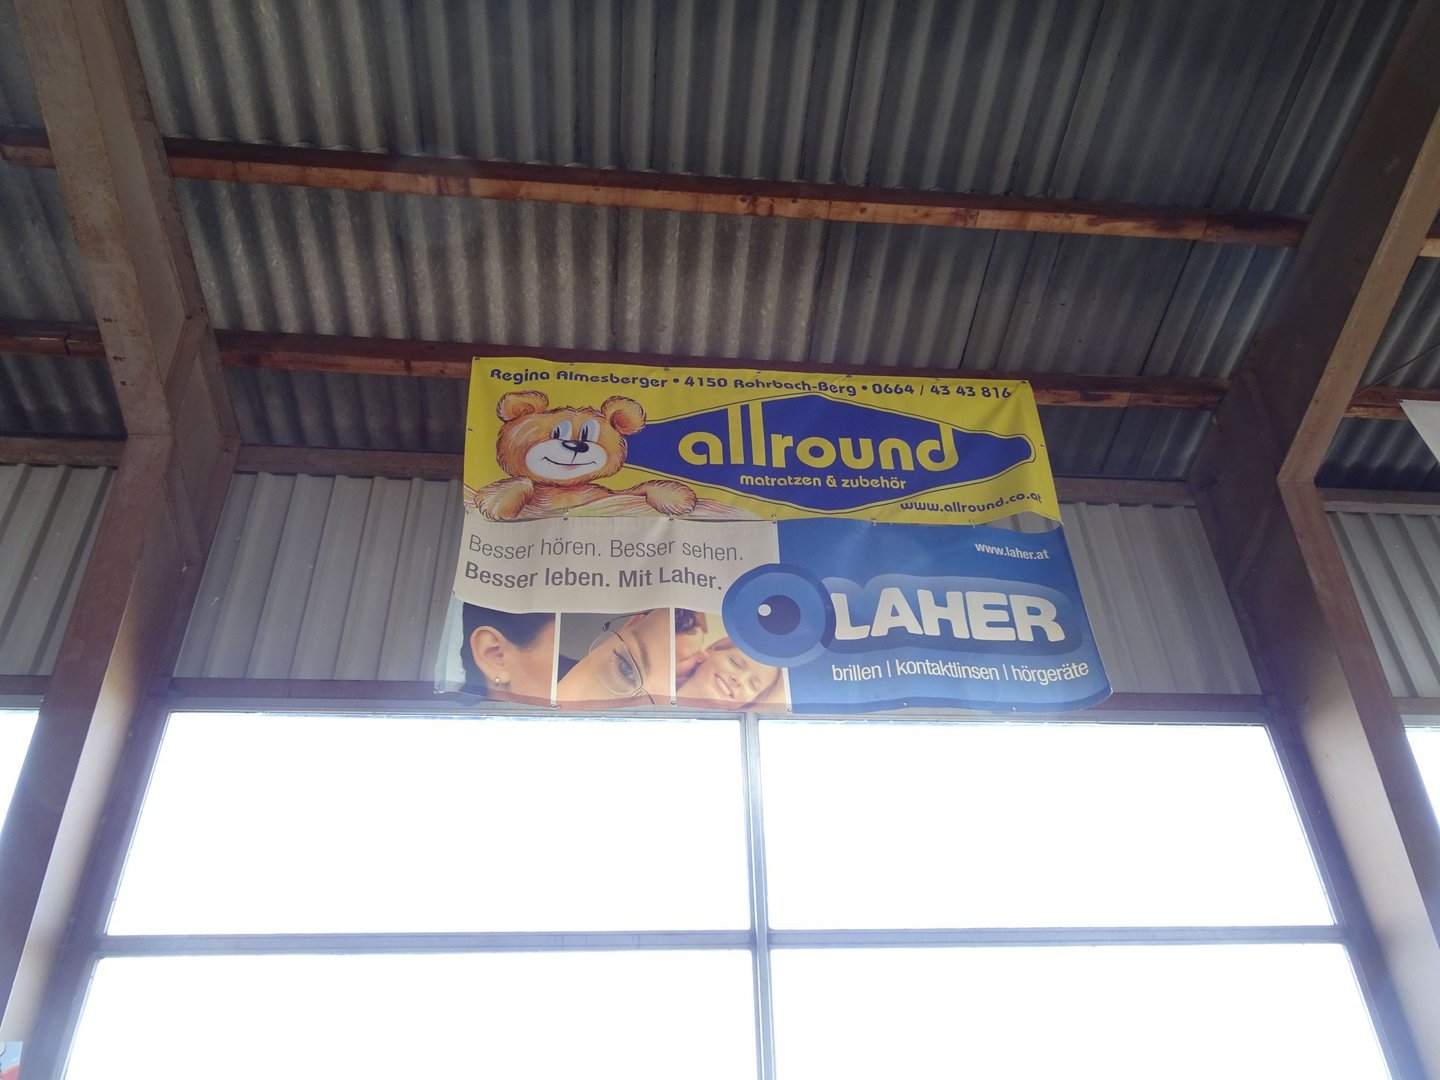 Regina Almesberger • 4150 Rohrbach-Berg • 0664 / 43 43 816
allround
matratzen & zubehör
www.allround.co.at
Besser hören. Besser sehen.
Besser leben. Mit Laher.
www.laher.at
LAHER
brillen | kontaktlinsen | hörgeräte